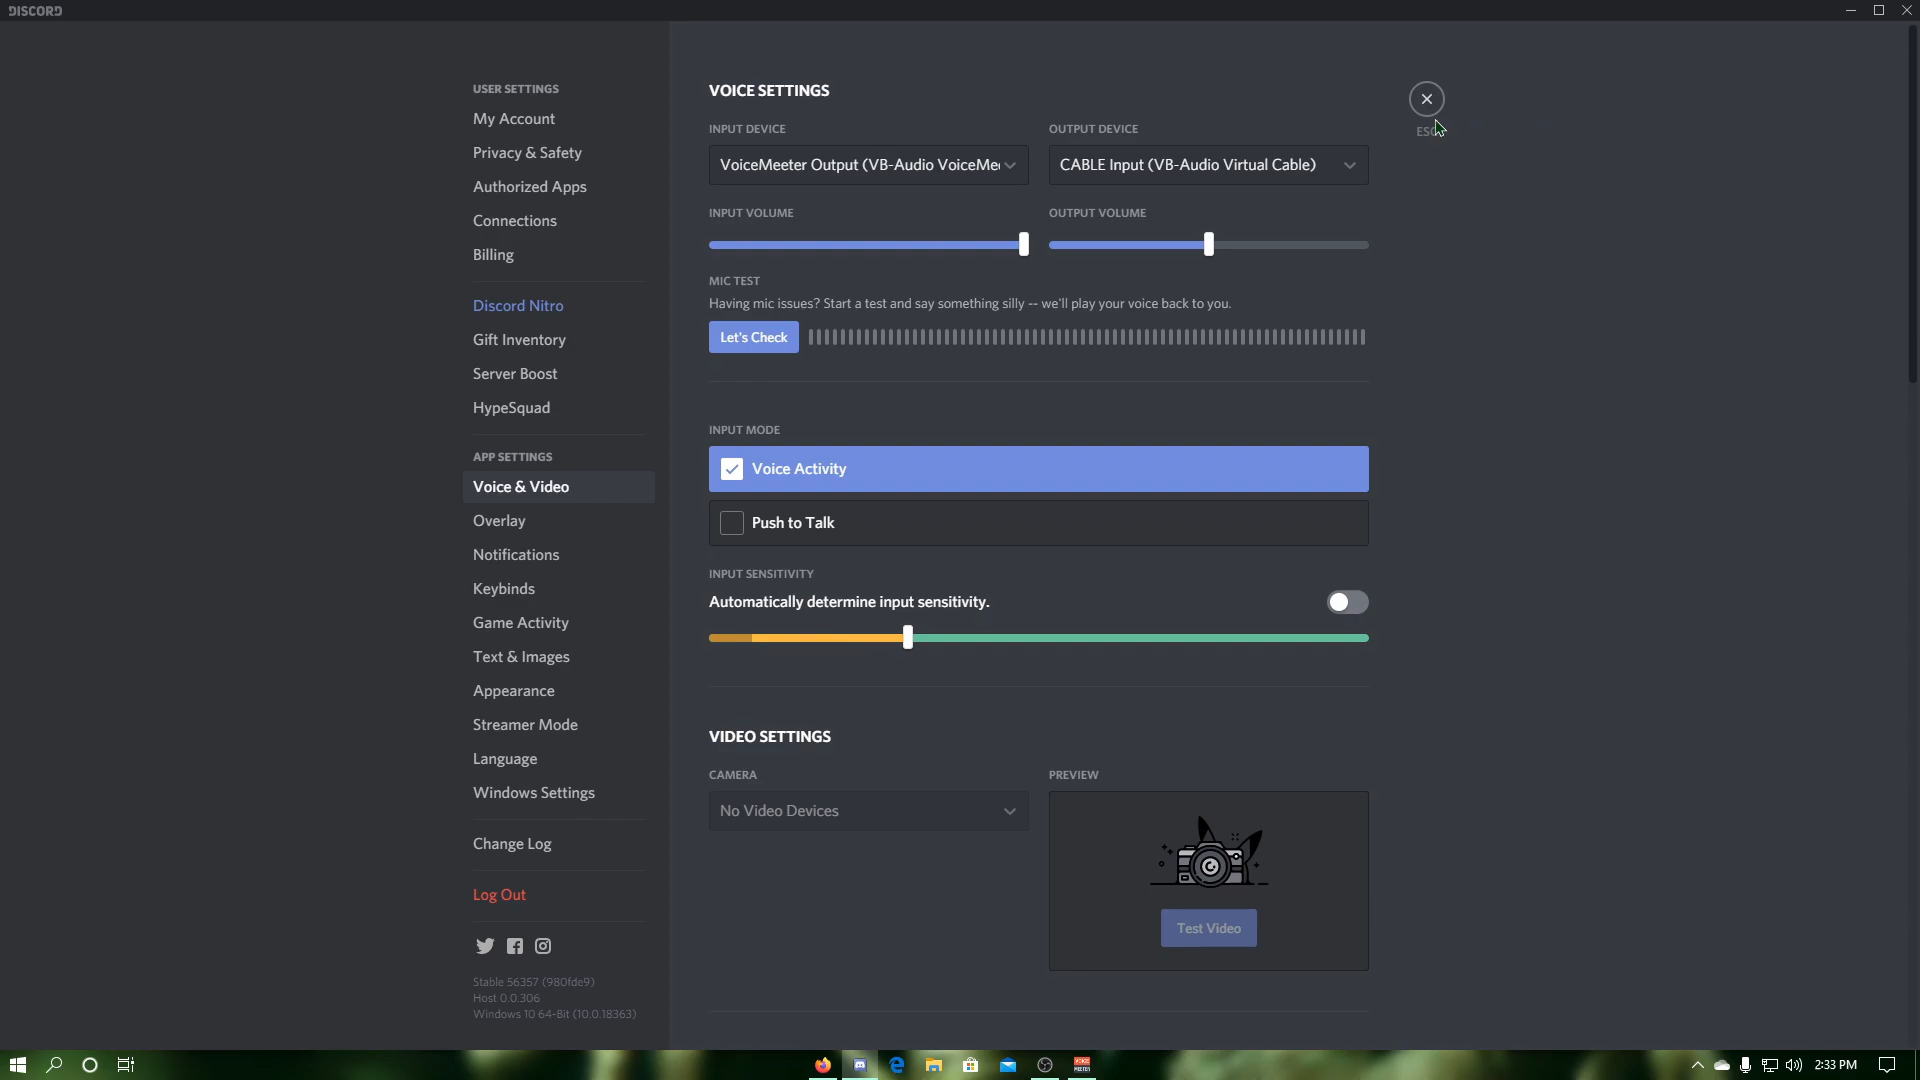 DISCORD
USER SETTINGS
My Account
Privacy & Safety
Authorized Apps
Connections
Billing
Discord Nitro
Gift Inventory
Server Boost
HypeSquad
APP SETTINGS
Voice & Video
Overlay
Notifications
Keybinds
Game Activity
Text & Images
Appearance
Streamer Mode
Language
Windows Settings
Change Log
Log Out
Stable 56357 (980fde9)
Host 0.0.306
Windows 10 64-Bit (10.0.18363)
VOICE SETTINGS
ESC
INPUT DEVICE
VoiceMeeter Output (VB-Audio VoiceMe
OUTPUT DEVICE
CABLE Input (VB-Audio Virtual Cable)
INPUT VOLUME
OUTPUT VOLUME
MIC TEST
Having mic issues? Start a test and say something silly -- we'll play your voice back to you.
Let's Check
INPUT MODE
Voice Activity
Push to Talk
INPUT SENSITIVITY
Automatically determine input sensitivity.
VIDEO SETTINGS
CAMERA
No Video Devices
PREVIEW
Test Video
VOICE
MEETER
2:33 PM